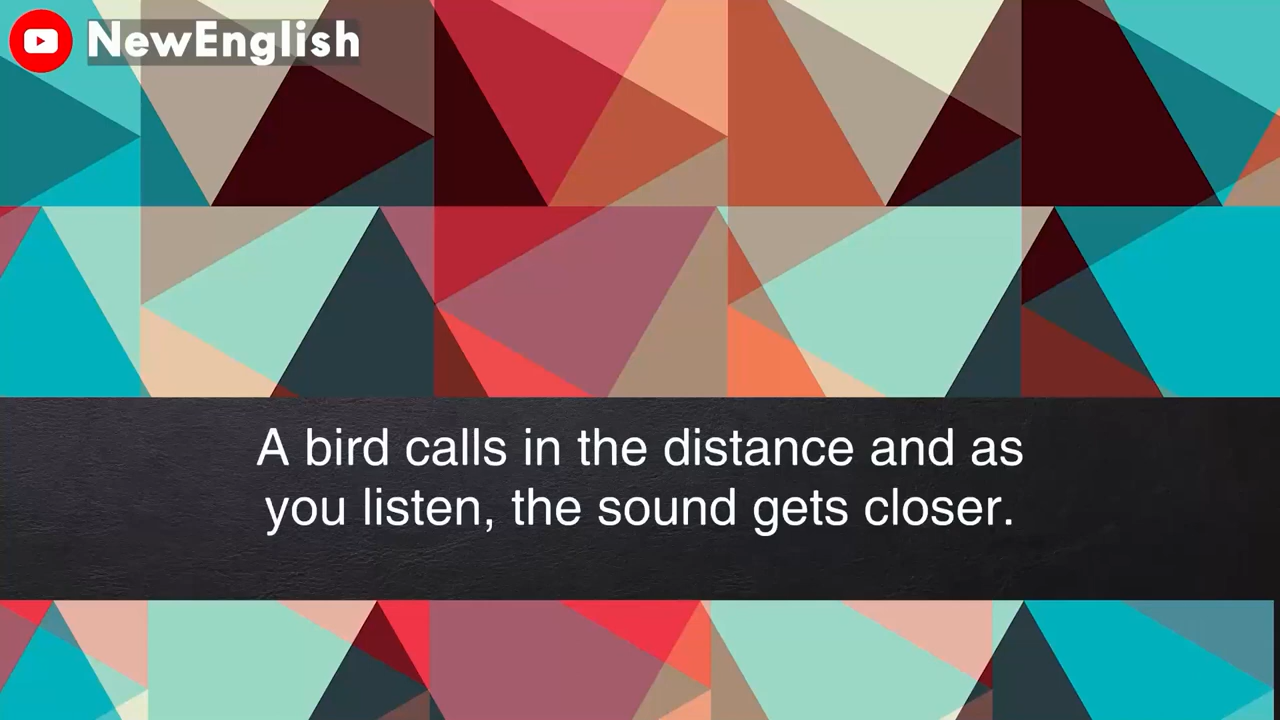 NewEnglish
A bird calls in the distance and as
you listen, the sound gets closer.